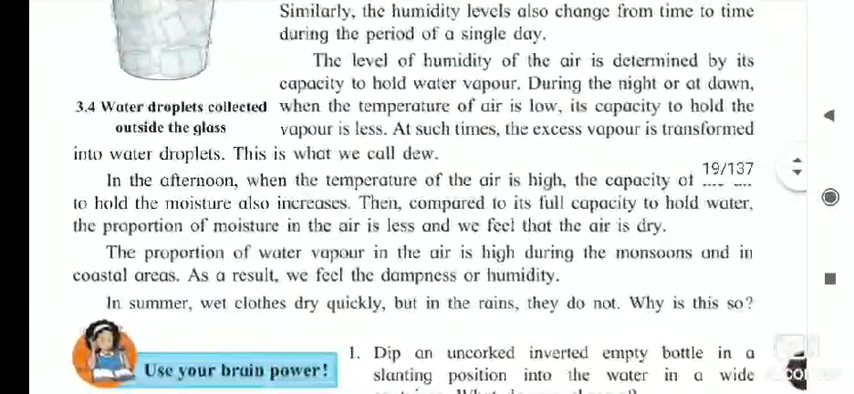 Similarly, the humidity levels also change from time to time
during the period of a single day.
The level of humidity of the air is determined by its
capacity to hold water vapour. During the night or at dawn,
3.4 Water droplets collected
outside the glass
when the temperature of air is low, its capacity to hold the
vapour is less. At such times, the excess vapour is transformed
into water droplets. This is what we call dew.
19/137
In the afternoon, when the temperature of the air is high, the capacity of
to hold the moisture also increases. Then, compared to its full capacity to hold water,
the proportion of moisture in the air is less and we feel that the air is dry.
The proportion of water vapour in the air is high during the monsoons and in
coastal areas. As a result, we feel the dampness or humidity.
In summer, wet clothes dry quickly, but in the rains, they do not. Why is this so?
Use your brain power!
1. Dip an uncorked inverted empty bottle in a
slanting position into the water in a wide